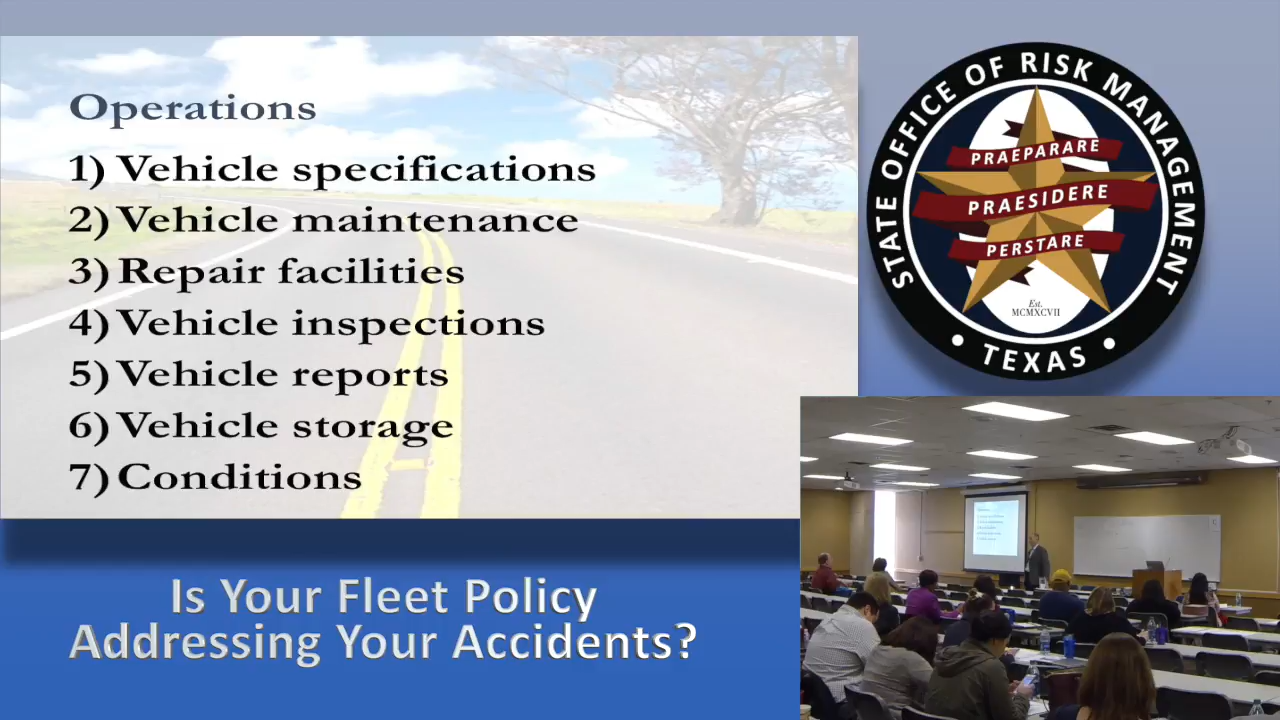 Operations
1) Vehicle specifications
2) Vehicle maintenance
3) Repair facilities
4) Vehicle inspections
5) Vehicle reports
6) Vehicle storage
7) Conditions
STATE OFFICE OF RISK MANAGEMENT
PRAEPARARE
PRAESIDERE
PERSTARE
Est.
MCMXCVII
• TEXAS •
Is Your Fleet Policy
Addressing Your Accidents?